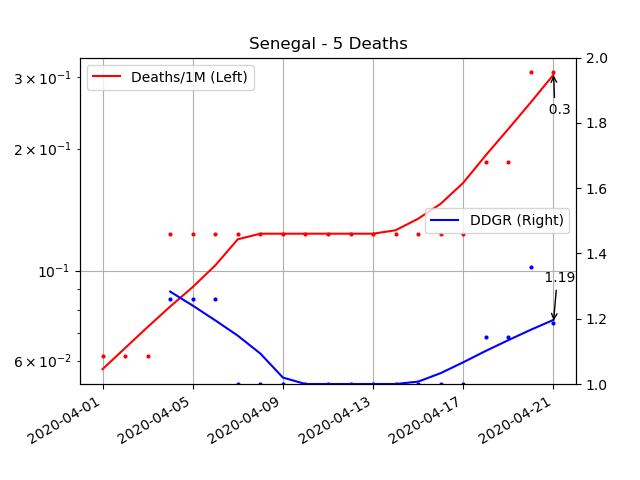 Senegal - 5 Deaths
Deaths/1M (Left)
DDGR (Right)
3 × 10⁻¹
2 × 10⁻¹
10⁻¹
6 × 10⁻²
2.0
1.8
1.6
1.4
1.2
1.0
0.3
1.19
2020-04-01
2020-04-05
2020-04-09
2020-04-13
2020-04-17
2020-04-21